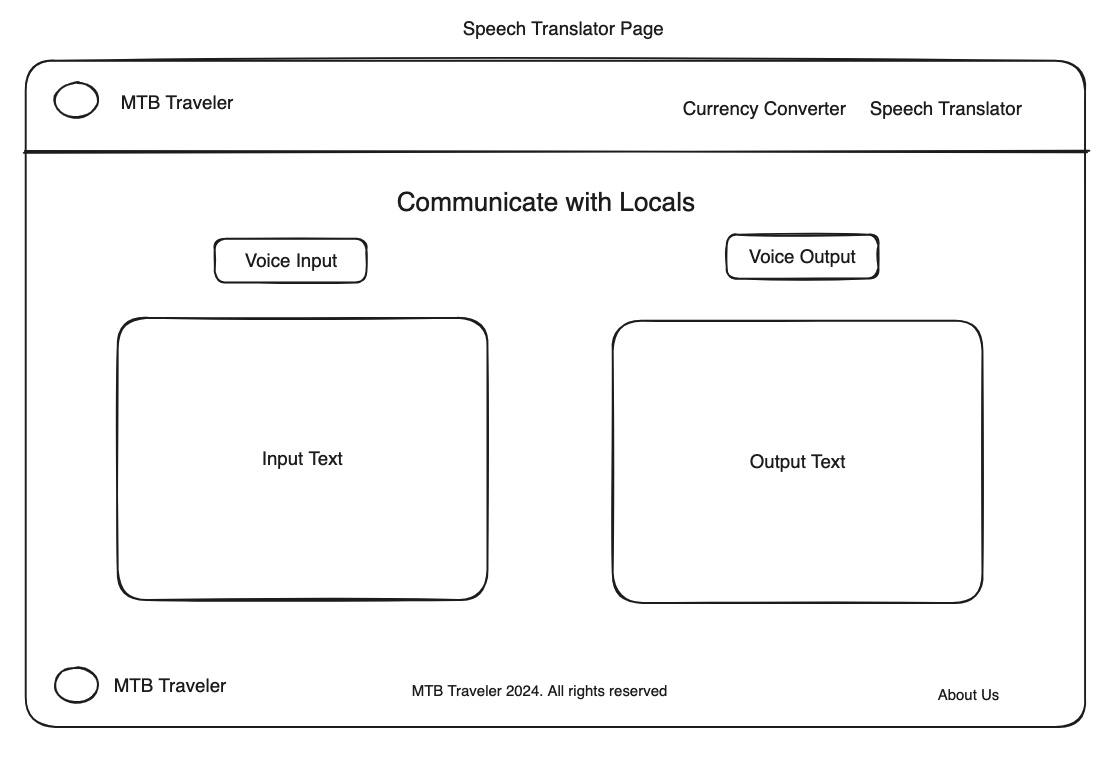 Speech Translator Page
MTB Traveler
Currency Converter
Speech Translator
Communicate with Locals
Voice Input
Voice Output
Input Text
Output Text
MTB Traveler
MTB Traveler 2024. All rights reserved
About Us